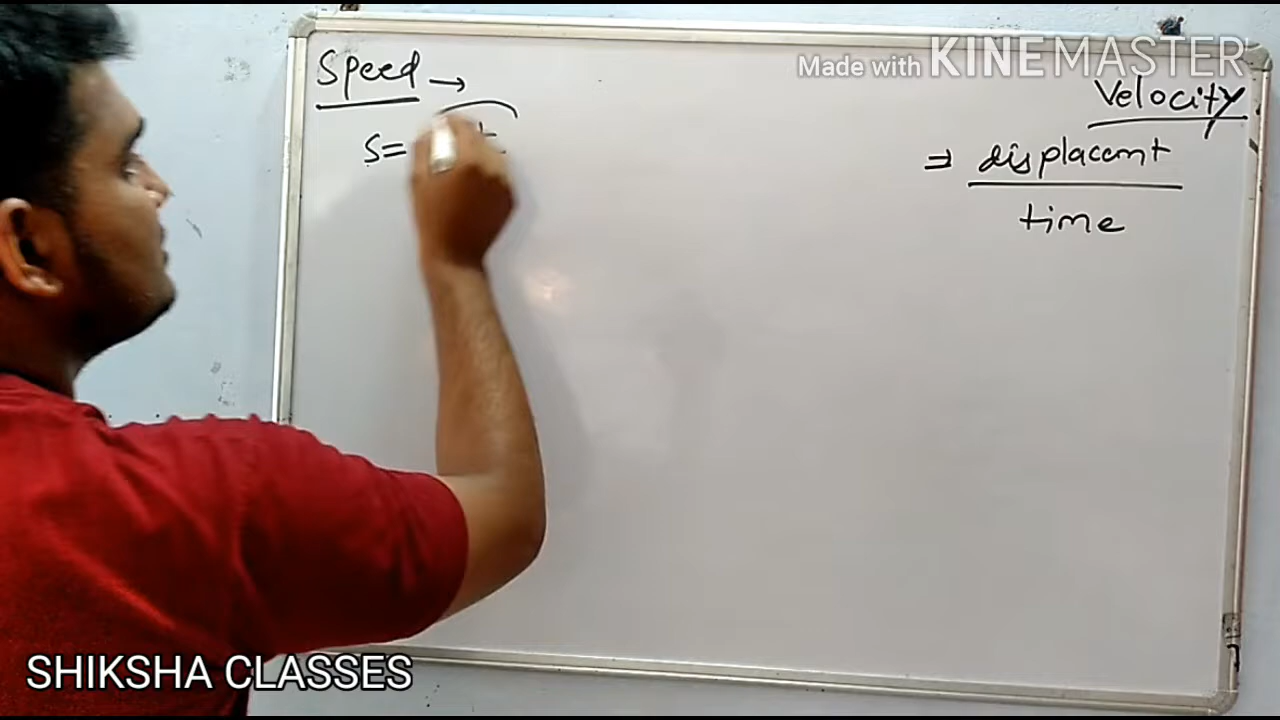 Made with KINEMASTER
Speed →
Velocity
S=
⇒ displacemt
time
SHIKSHA CLASSES